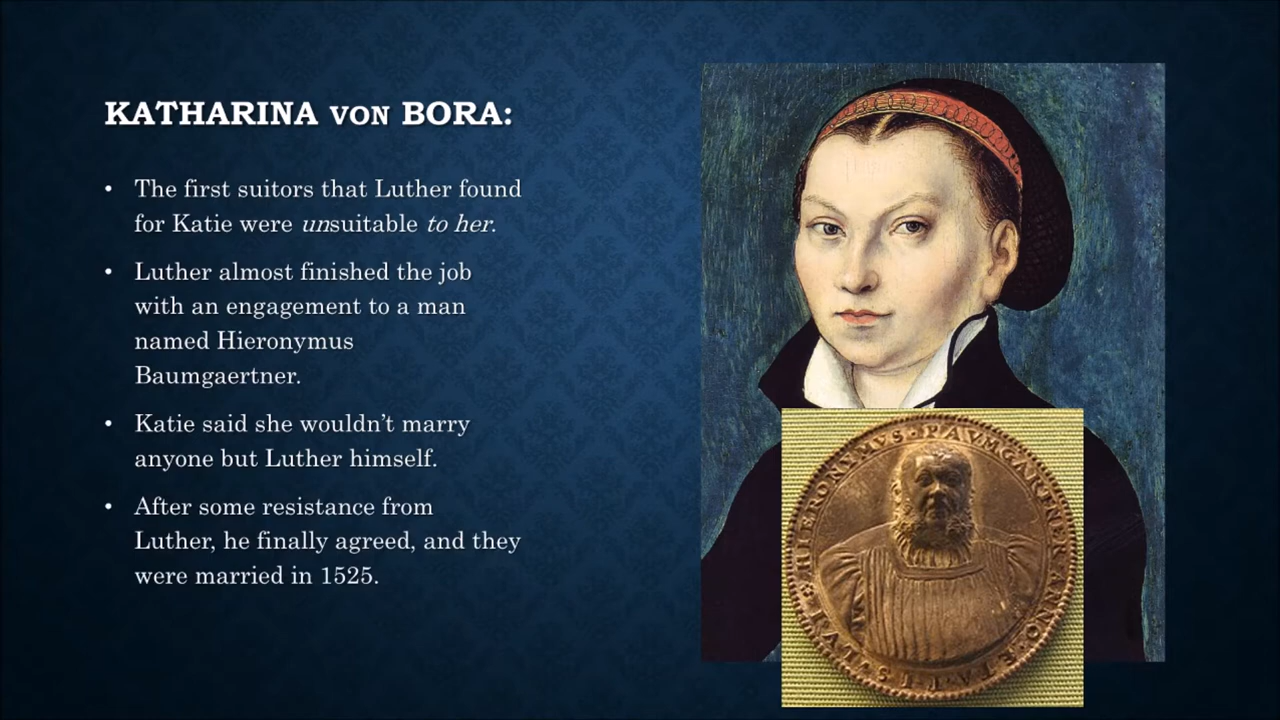 KATHARINA VON BORA:
• The first suitors that Luther found
for Katie were unsuitable to her.
• Luther almost finished the job
with an engagement to a man
named Hieronymus
Baumgaertner.
• Katie said she wouldn't marry
anyone but Luther himself.
• After some resistance from
Luther, he finally agreed, and they
were married in 1525.
HIERONYMVS · PAVMGARTNER ANNO · ETATIS